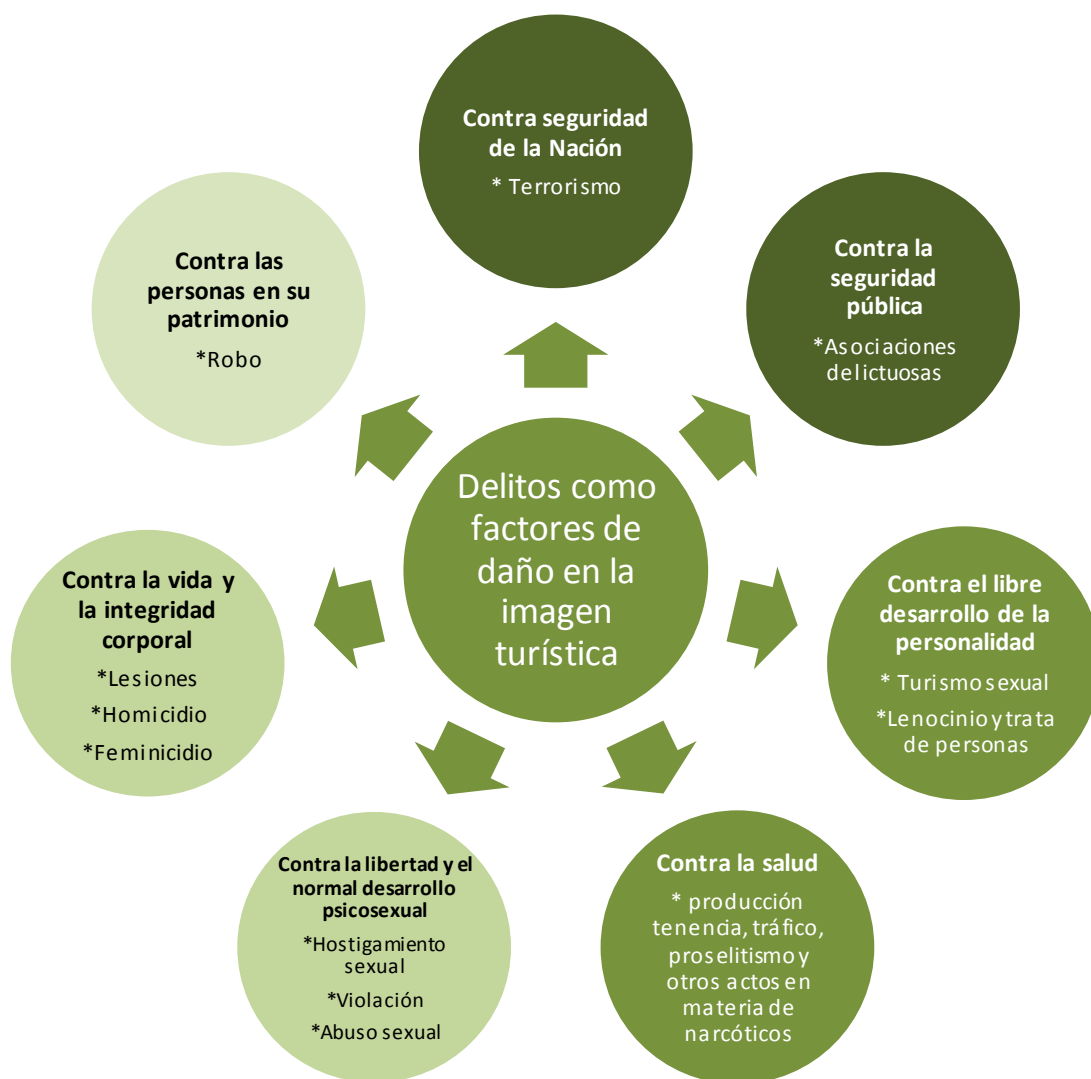 Contra seguridad
de la Nación
* Terrorismo
Contra la
seguridad
pública
*Asociaciones
delictuosas
Contra el libre
desarrollo de la
personalidad
* Turismo sexual
*Lenocinio y trata
de personas
Contra la salud
* producción
tenencia, tráfico,
proselitismo y
otros actos en
materia de
narcóticos
Contra la libertad y el
normal desarrollo
psicosexual
*Hostigamiento
sexual
*Violación
*Abuso sexual
Contra la vida y
la integridad
corporal
*Lesiones
*Homicidio
*Feminicidio
Contra las
personas en su
patrimonio
*Robo
Delitos como
factores de
daño en la
imagen
turística